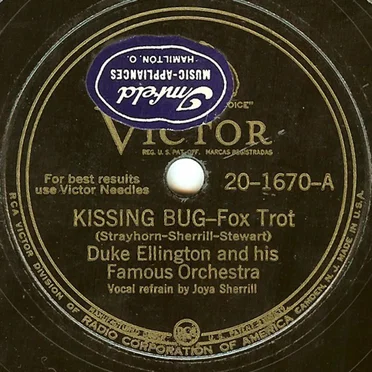 Imfeld
MUSIC-APPLIANCES
HAMILTON, O.
VOICE"
VICTOR
REG. U. S. PAT. OFF. MARCAS REGISTRADAS
For best results
use Victor Needles
20-1670-A
KISSING BUG—Fox Trot
(Strayhorn-Sherrill-Stewart)
Duke Ellington and his
Famous Orchestra
Vocal refrain by Joya Sherrill
RCA
RCA VICTOR DIVISION OF RADIO CORPORATION OF AMERICA CAMDEN, N. J. MADE IN U.S.A.